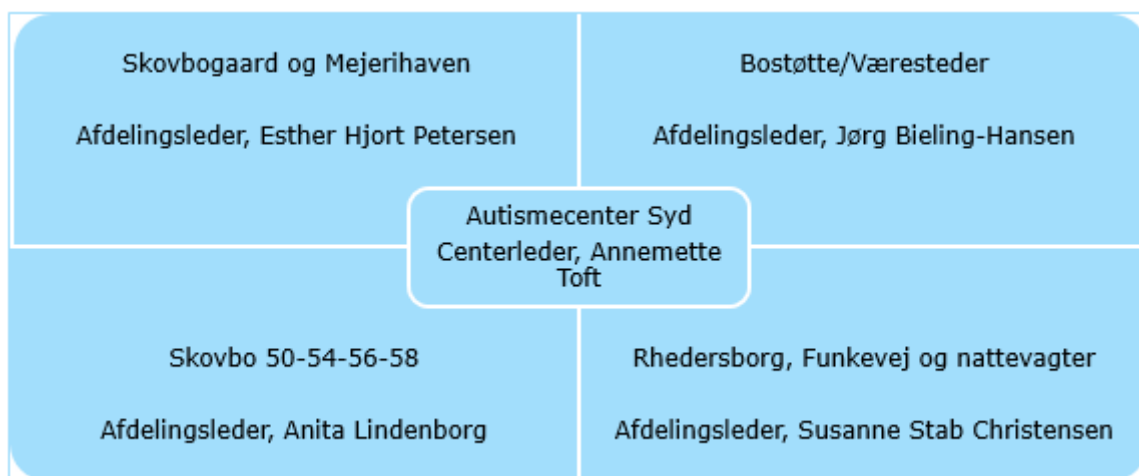 Skovbogaard og Mejerihaven
Afdelingsleder, Esther Hjort Petersen
Bostøtte/Væresteder
Afdelingsleder, Jørg Bieling-Hansen
Autismecenter Syd
Centerleder, Annemette
Toft
Skovbo 50-54-56-58
Afdelingsleder, Anita Lindenborg
Rhedersborg, Funkevej og nattevagter
Afdelingsleder, Susanne Stab Christensen